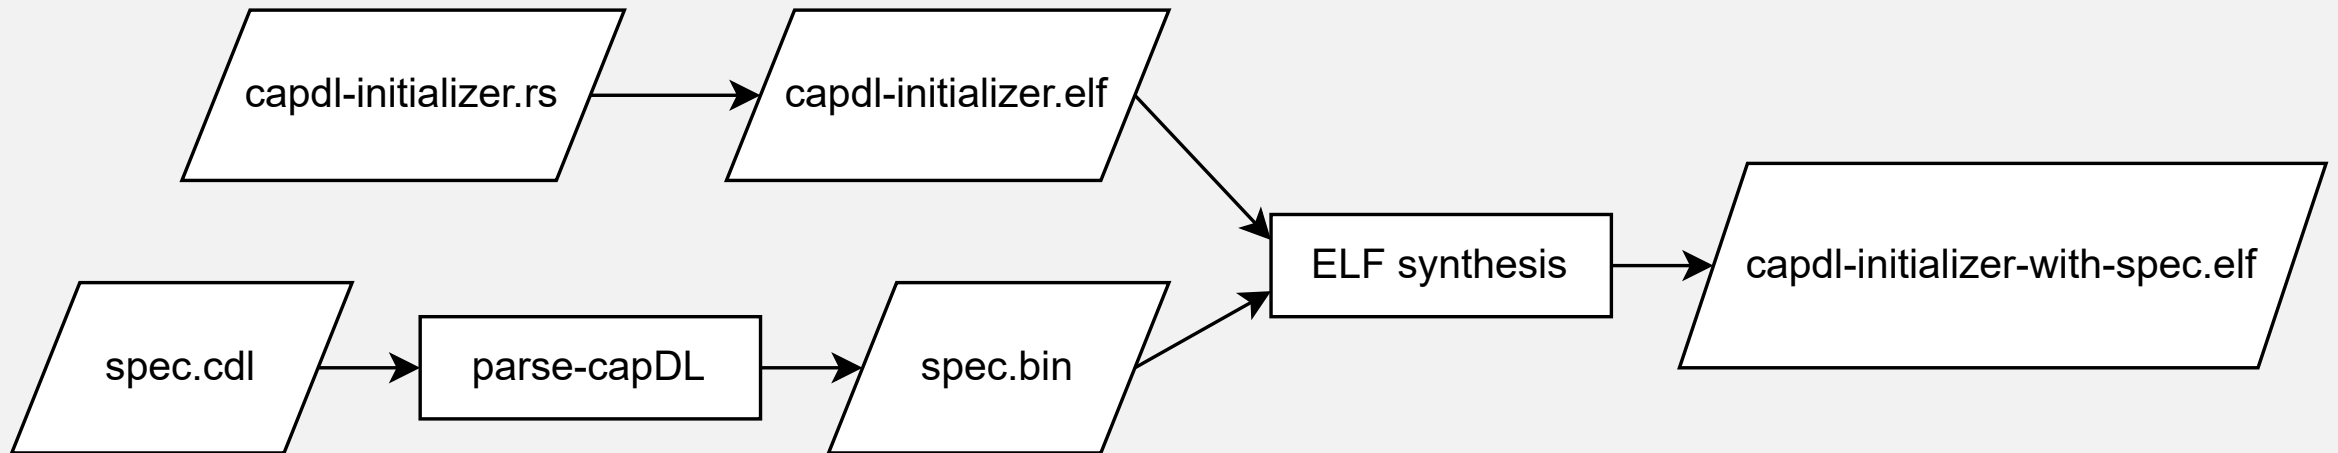 capdl-initializer.rs
capdl-initializer.elf
ELF synthesis
capdl-initializer-with-spec.elf
spec.cdl
parse-capDL
spec.bin